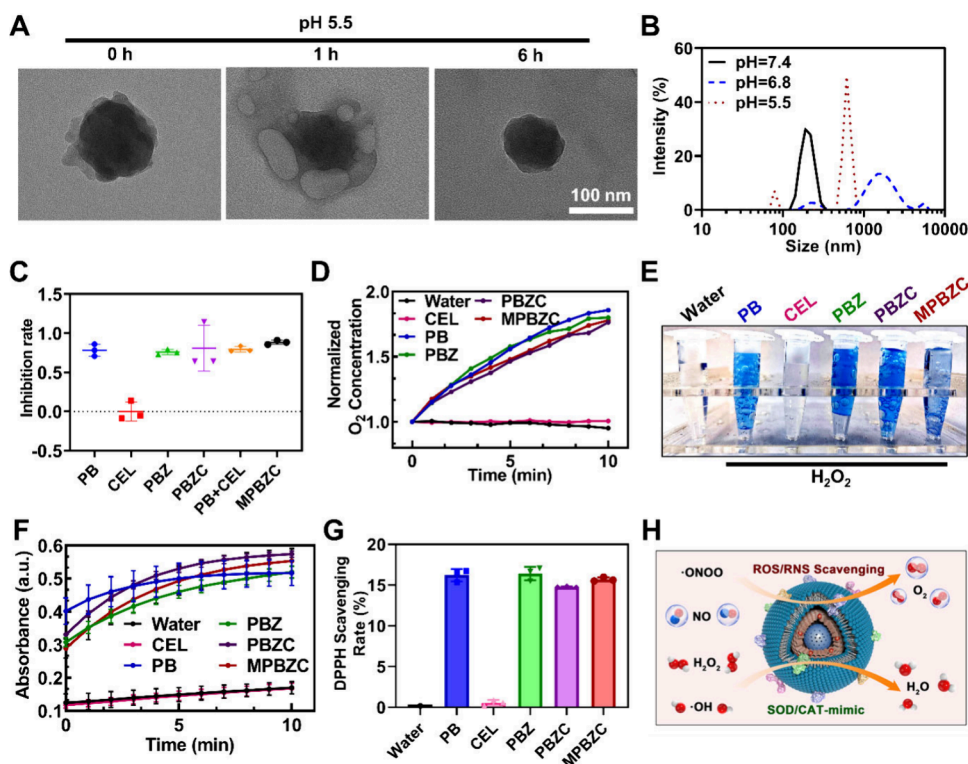 A
pH 5.5
0 h
1 h
6 h
100 nm
B
Intensity (%)
60
40
20
0
pH=7.4
pH=6.8
pH=5.5
10
100
1000
10000
Size (nm)
C
Inhibition rate
1.5
1.0
0.5
0.0
-0.5
PB
CEL
PBZ
PBZC
PB+CEL
MPBZC
D
Normalized
O₂ Concentration
2.0
1.5
1.0
Water
CEL
PB
PBZ
PBZC
MPBZC
0
5
10
Time (min)
E
Water
PB
CEL
PBZ
PBZC
MPBZC
H₂O₂
F
Absorbance (a.u.)
0.6
0.5
0.4
0.3
0.2
0.1
Water
CEL
PB
PBZ
PBZC
MPBZC
0
5
10
Time (min)
G
DPPH Scavenging
Rate (%)
20
15
10
5
0
Water
PB
CEL
PBZ
PBZC
MPBZC
H
·ONOO
ROS/RNS Scavenging
O₂
NO
H₂O₂
H₂O
·OH
SOD/CAT-mimic